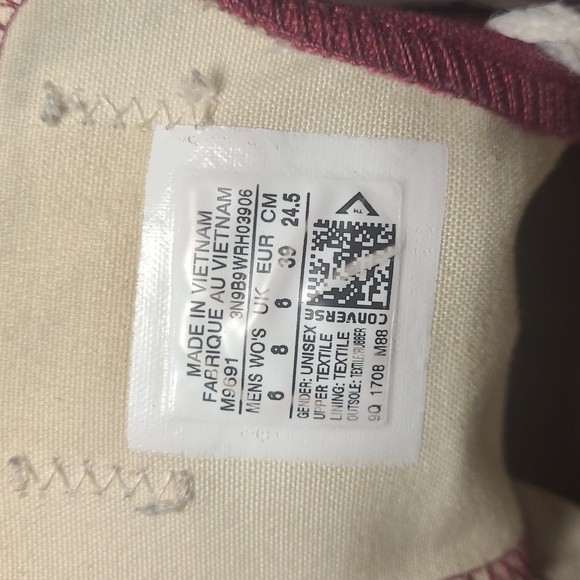 MADE IN VIETNAM
FABRIQUE AU VIETNAM
M9691 3N9B9WRH03906
MENS WO'S UK EUR CM
6 8 6 39 24.5
GENDER: UNISEX
UPPER TEXTILE
LINING: TEXTILE
OUTSOLE: TEXTILE/RUBBER
9Q 1708 M88
CONVERSE